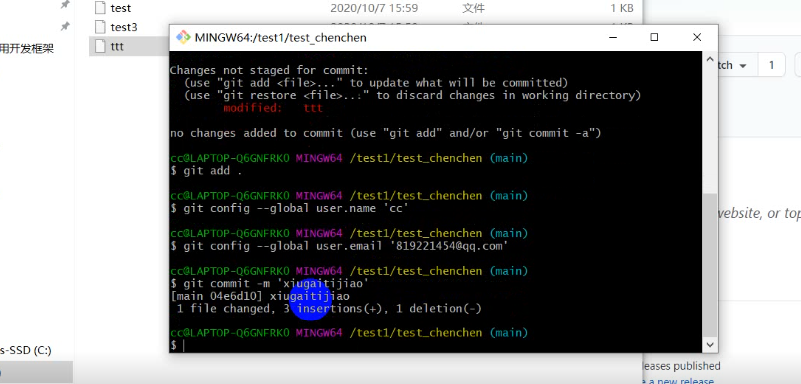 test 2020/10/7 15:59 文件 1 KB
test3
ttt
用开发框架
MINGW64:/test1/test_chenchen
Changes not staged for commit:
(use "git add <file>..." to update what will be committed)
(use "git restore <file>..." to discard changes in working directory)
modified: ttt
no changes added to commit (use "git add" and/or "git commit -a")
cc@LAPTOP-Q6GNFRK0 MINGW64 /test1/test_chenchen (main)
$ git add .
cc@LAPTOP-Q6GNFRK0 MINGW64 /test1/test_chenchen (main)
$ git config --global user.name 'cc'
cc@LAPTOP-Q6GNFRK0 MINGW64 /test1/test_chenchen (main)
$ git config --global user.email '819221454@qq.com'
cc@LAPTOP-Q6GNFRK0 MINGW64 /test1/test_chenchen (main)
$ git commit -m 'xiugaitijiao'
[main 04e6d10] xiugaitijiao
1 file changed, 3 insertions(+), 1 deletion(-)
cc@LAPTOP-Q6GNFRK0 MINGW64 /test1/test_chenchen (main)
$
tch 1
website, or top
s-SSD (C:)
leases published
e a new release